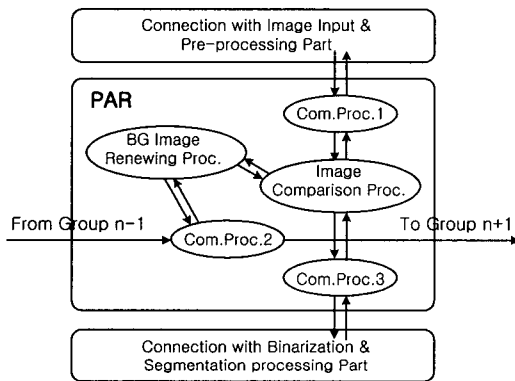 Connection with Image Input &
Pre-processing Part
PAR
Com.Proc.1
BG Image
Renewing Proc.
Image
Comparison Proc.
From Group n-1
To Group n+1
Com.Proc.2
Com.Proc.3
Connection with Binarization &
Segmentation processing Part